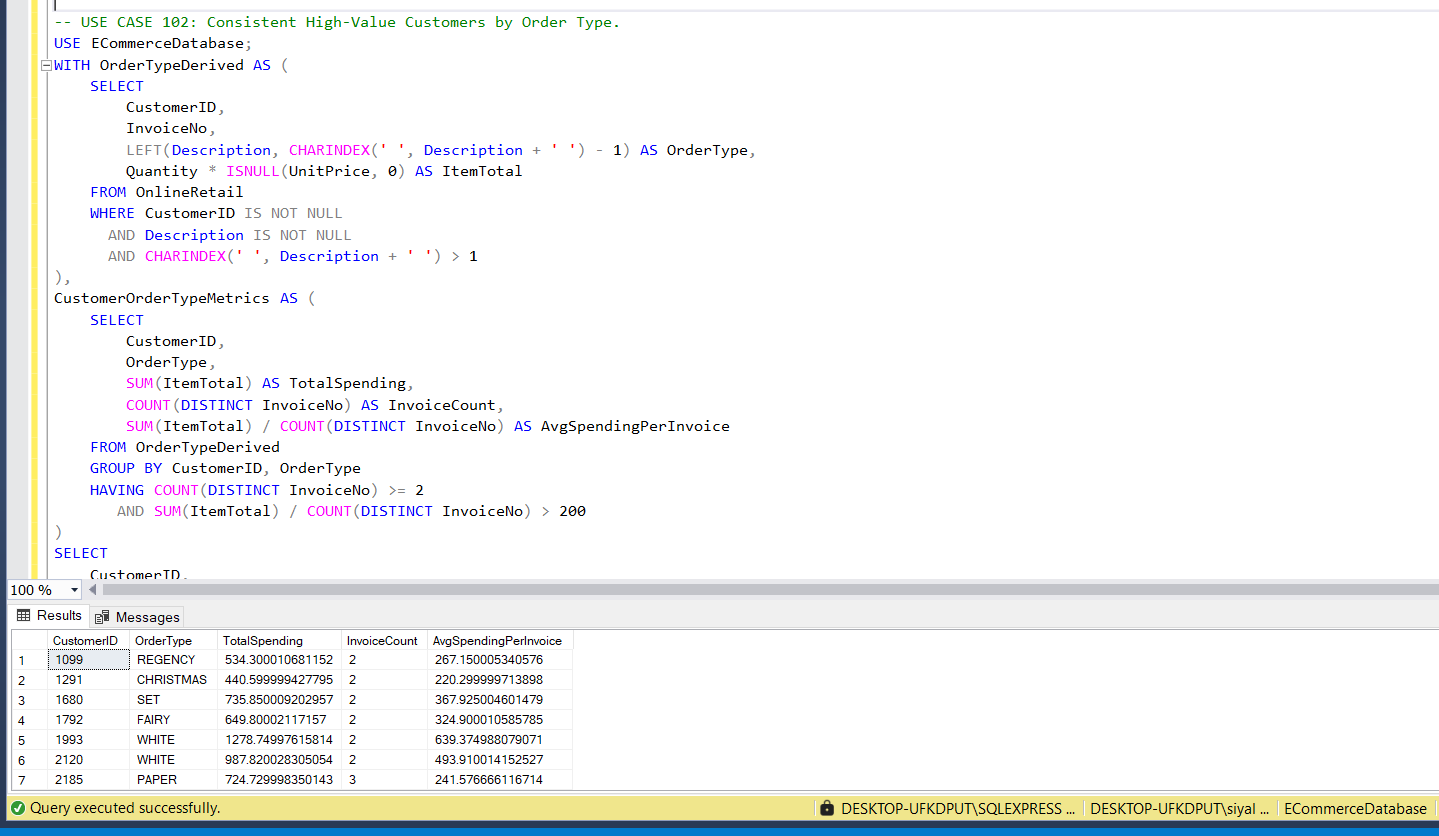 -- USE CASE 102: Consistent High-Value Customers by Order Type.
USE ECommerceDatabase;
WITH OrderTypeDerived AS (
    SELECT
        CustomerID,
        InvoiceNo,
        LEFT(Description, CHARINDEX(' ', Description + ' ') - 1) AS OrderType,
        Quantity * ISNULL(UnitPrice, 0) AS ItemTotal
    FROM OnlineRetail
    WHERE CustomerID IS NOT NULL
      AND Description IS NOT NULL
      AND CHARINDEX(' ', Description + ' ') > 1
),
CustomerOrderTypeMetrics AS (
    SELECT
        CustomerID,
        OrderType,
        SUM(ItemTotal) AS TotalSpending,
        COUNT(DISTINCT InvoiceNo) AS InvoiceCount,
        SUM(ItemTotal) / COUNT(DISTINCT InvoiceNo) AS AvgSpendingPerInvoice
    FROM OrderTypeDerived
    GROUP BY CustomerID, OrderType
    HAVING COUNT(DISTINCT InvoiceNo) >= 2
       AND SUM(ItemTotal) / COUNT(DISTINCT InvoiceNo) > 200
)
SELECT
    CustomerID,
100 %
Results Messages
CustomerID OrderType TotalSpending InvoiceCount AvgSpendingPerInvoice
1 1099 REGENCY 534.300010681152 2 267.150005340576
2 1291 CHRISTMAS 440.599999427795 2 220.299999713898
3 1680 SET 735.850009202957 2 367.925004601479
4 1792 FAIRY 649.80002117157 2 324.900010585785
5 1993 WHITE 1278.74997615814 2 639.374988079071
6 2120 WHITE 987.820028305054 2 493.910014152527
7 2185 PAPER 724.729998350143 3 241.576666116714
Query executed successfully. DESKTOP-UFKDPUT\SQLEXPRESS ... DESKTOP-UFKDPUT\siyal ... ECommerceDatabase